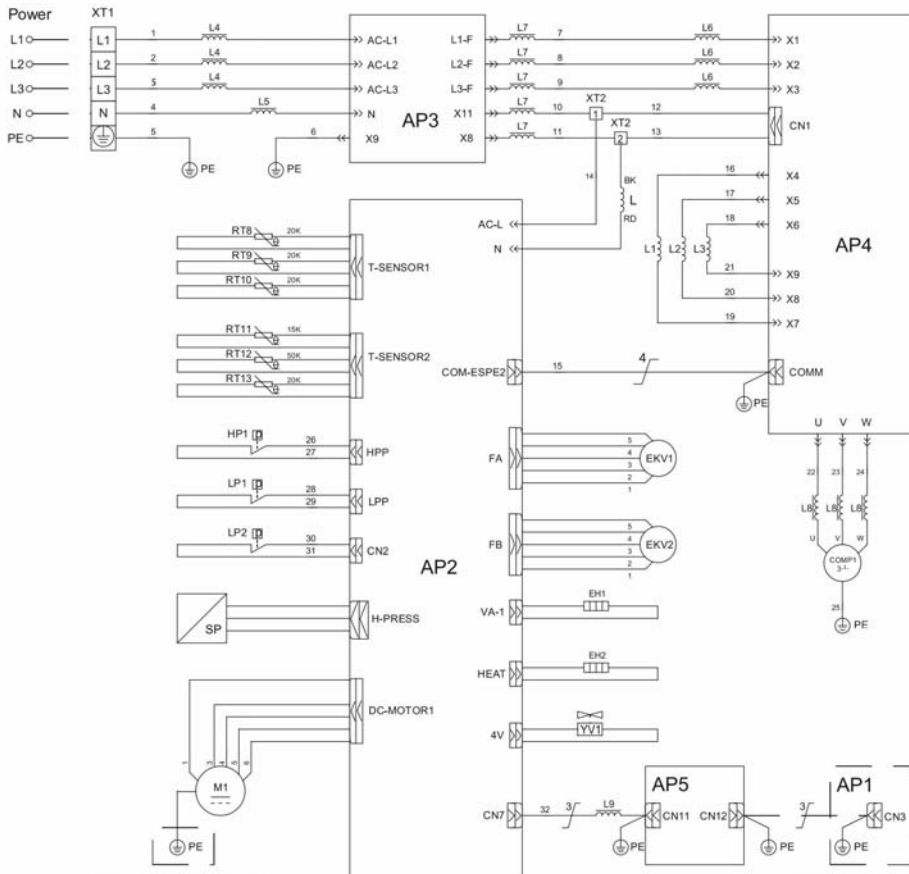 Power XT1
L1 L1 1 L4 AC-L1 L1-F L7 7 L6 X1
L2 L2 2 L4 AC-L2 L2-F L7 8 L6 X2
L3 L3 5 L4 AC-L3 L3-F L7 9 L6 X3
N N 4 L5 N X11 L7 10 XT2 1 12 CN1
AP3
PE 5 6 X9 X8 L7 11 XT2 2 13
PE PE
14 BK L RD
16 X4
17 X5
18 X6
AP4
L1 L2 L3
21 X9
20 X8
19 X7
AC-L
N
RT8 20K
RT9 20K T-SENSOR1
RT10 20K
RT11 15K
RT12 50K T-SENSOR2
RT13 20K
COM-ESPE2 15 4 COMM
PE
U V W
22 23 24
L8 L8 L8
U V W
COMP1
3~
25
PE
HP1 26
27 HPP
LP1 28
29 LPP
LP2 30
31 CN2
AP2
FA 5 4 3 2 1 EKV1
FB 5 4 3 2 1 EKV2
SP H-PRESS
VA-1 EH1
HEAT EH2
4V YV1
DC-MOTOR1
1 3 4 5 6
M1
PE
AP5 AP1
CN7 32 3 L9 CN11 CN12 3 CN3
PE PE PE